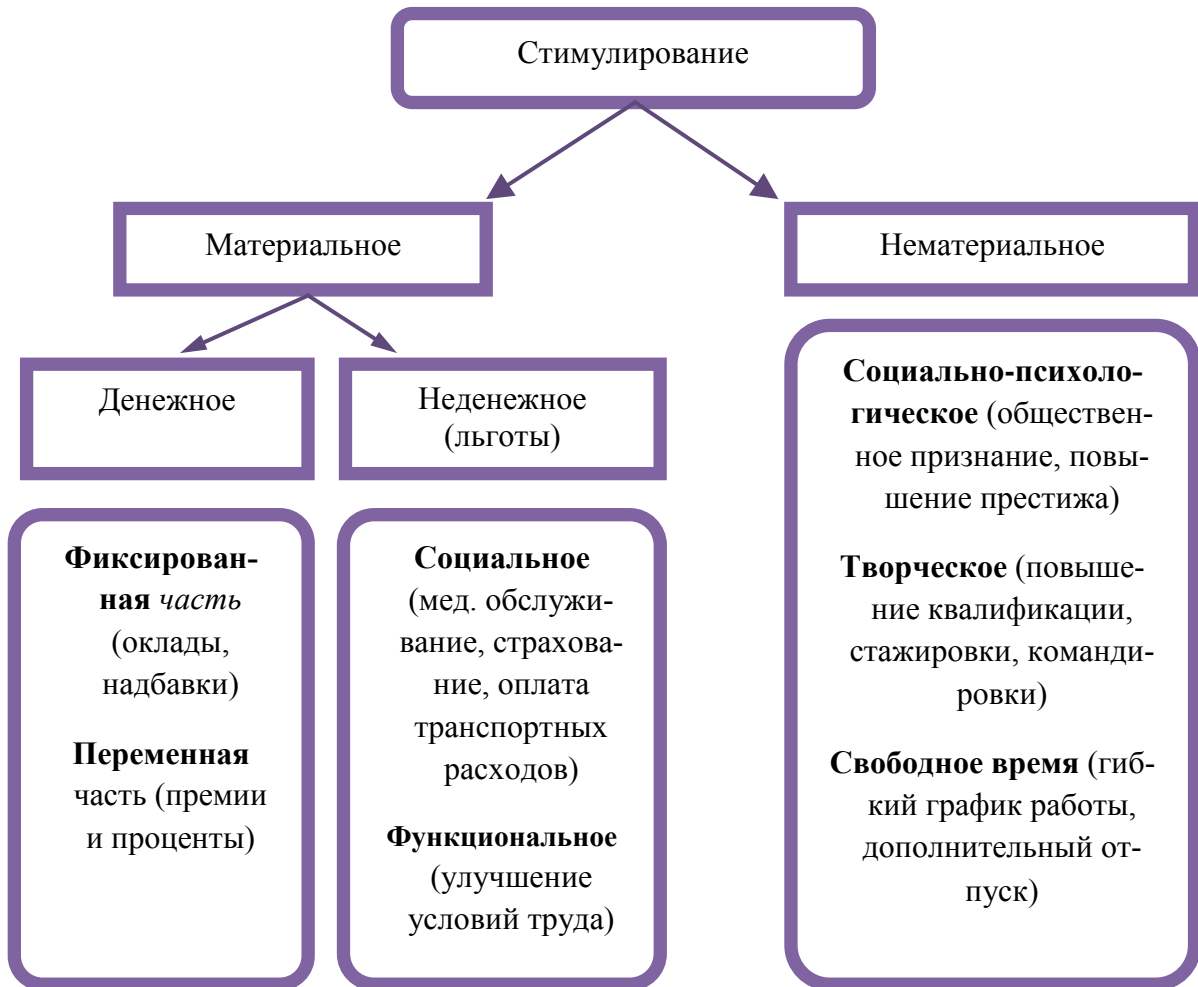 Стимулирование
Материальное
Нематериальное
Денежное
Неденежное
(льготы)
Фиксирован-
ная часть
(оклады,
надбавки)
Переменная
часть (премии
и проценты)
Социальное
(мед. обслужи-
вание, страхова-
ние, оплата
транспортных
расходов)
Функциональное
(улучшение
условий труда)
Социально-психоло-
гическое (обществен-
ное признание, повы-
шение престижа)
Творческое (повыше-
ние квалификации,
стажировки, команди-
ровки)
Свободное время (гиб-
кий график работы,
дополнительный от-
пуск)